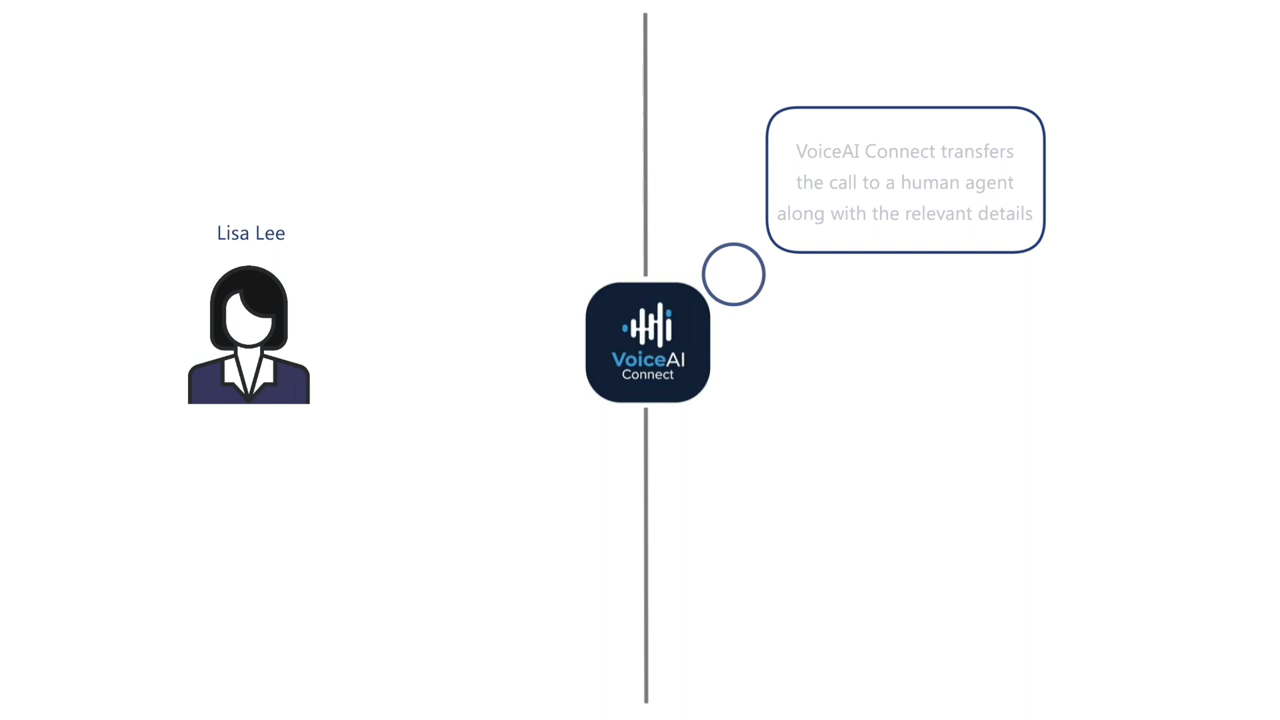 VoiceAI Connect transfers
the call to a human agent
along with the relevant details
Lisa Lee
VoiceAI
Connect